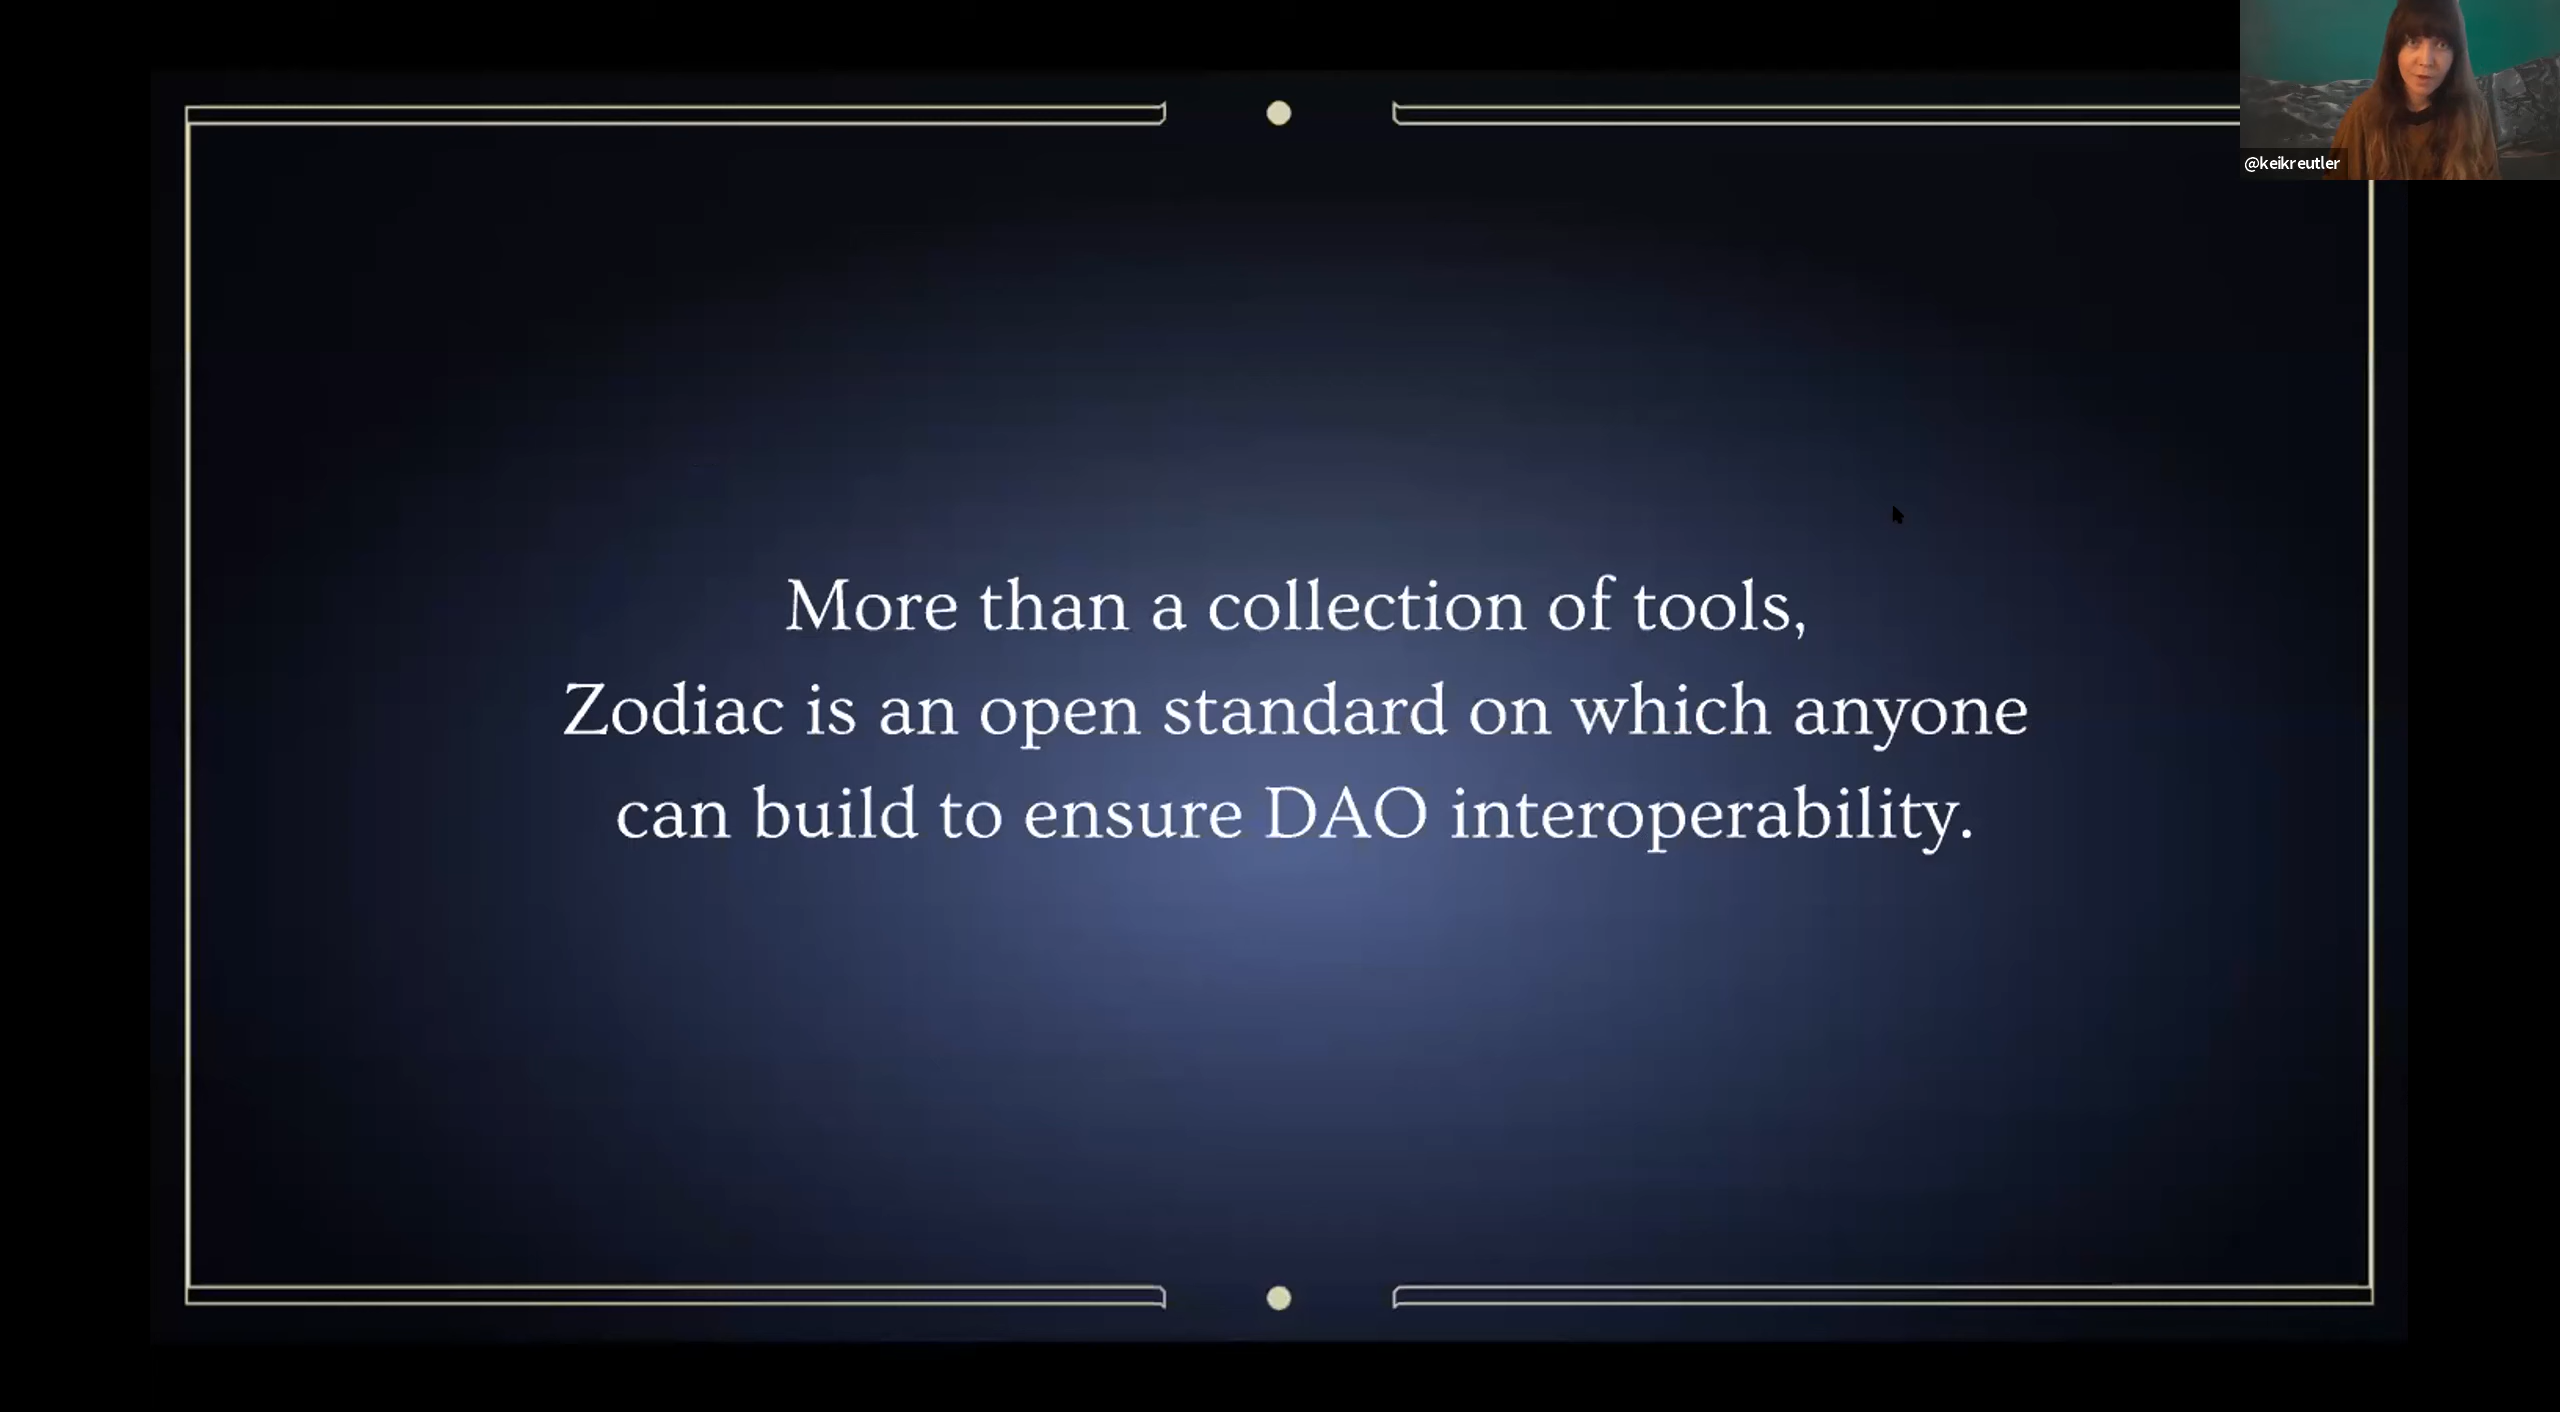 @keikreutler
More than a collection of tools,
Zodiac is an open standard on which anyone
can build to ensure DAO interoperability.